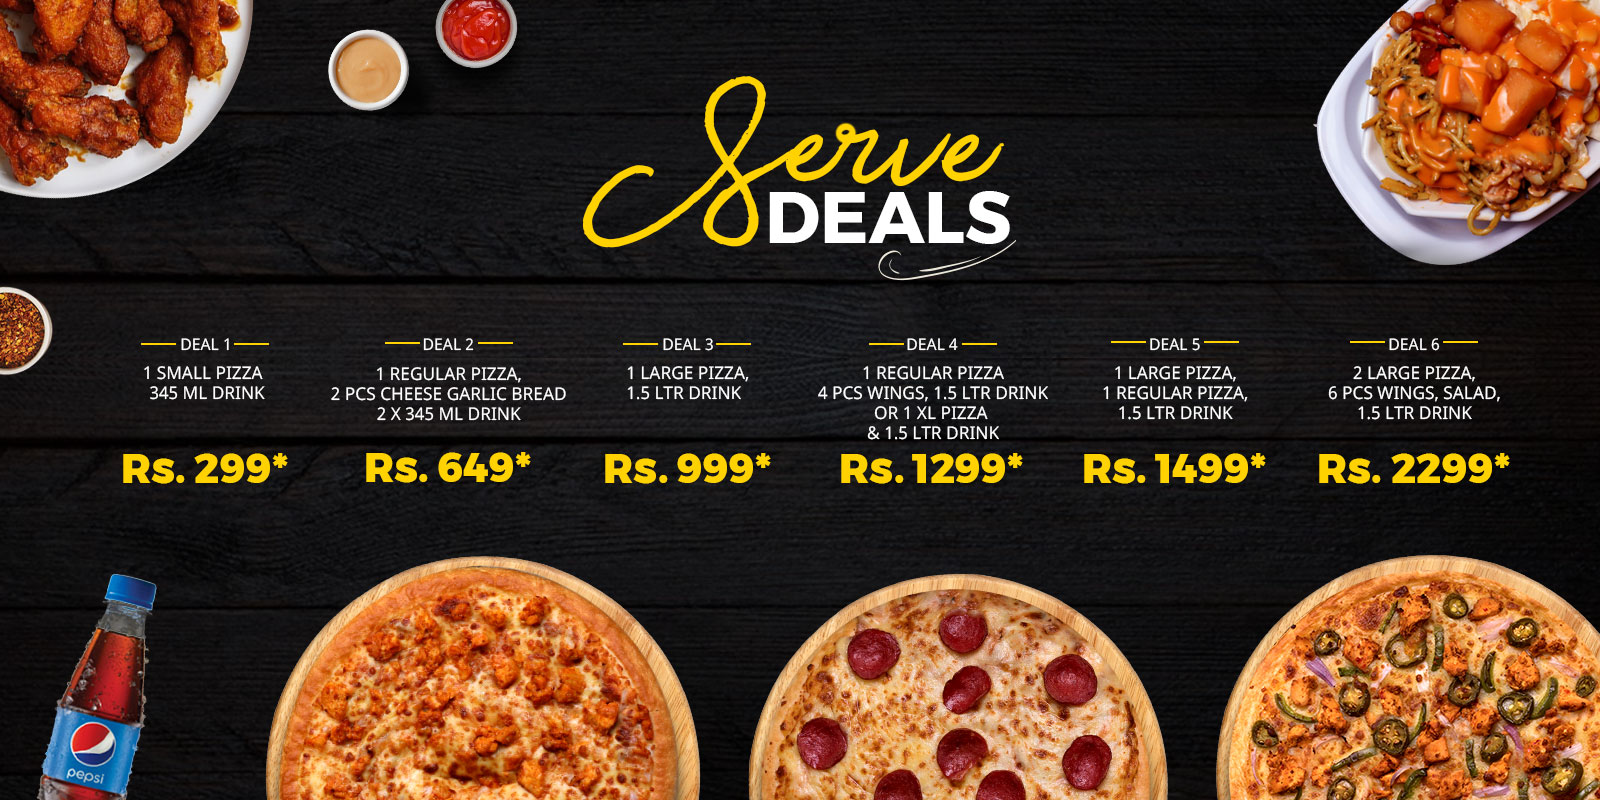 Serve
DEALS
DEAL 1
1 SMALL PIZZA
345 ML DRINK
Rs. 299*
DEAL 2
1 REGULAR PIZZA,
2 PCS CHEESE GARLIC BREAD
2 X 345 ML DRINK
Rs. 649*
DEAL 3
1 LARGE PIZZA,
1.5 LTR DRINK
Rs. 999*
DEAL 4
1 REGULAR PIZZA
4 PCS WINGS, 1.5 LTR DRINK
OR 1 XL PIZZA
& 1.5 LTR DRINK
Rs. 1299*
DEAL 5
1 LARGE PIZZA,
1 REGULAR PIZZA,
1.5 LTR DRINK
Rs. 1499*
DEAL 6
2 LARGE PIZZA,
6 PCS WINGS, SALAD,
1.5 LTR DRINK
Rs. 2299*
pepsi